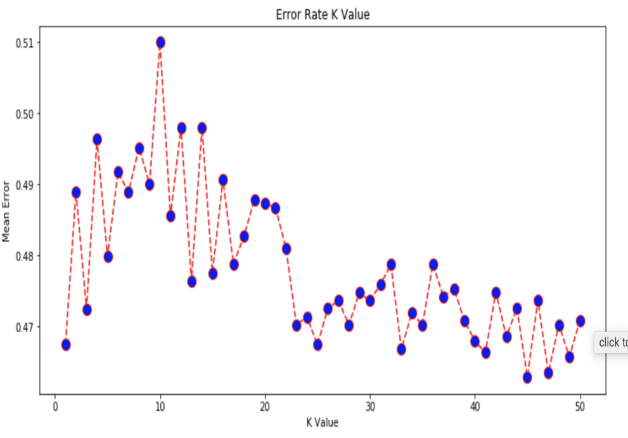 Error Rate K Value
0.51
0.50
0.49
0.48
0.47
Mean Error
0 10 20 30 40 50
K Value
click to